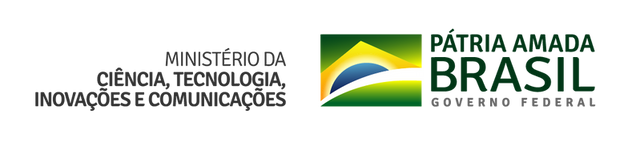 MINISTÉRIO DA
CIÊNCIA, TECNOLOGIA,
INOVAÇÕES E COMUNICAÇÕES
PÁTRIA AMADA
BRASIL
GOVERNO FEDERAL